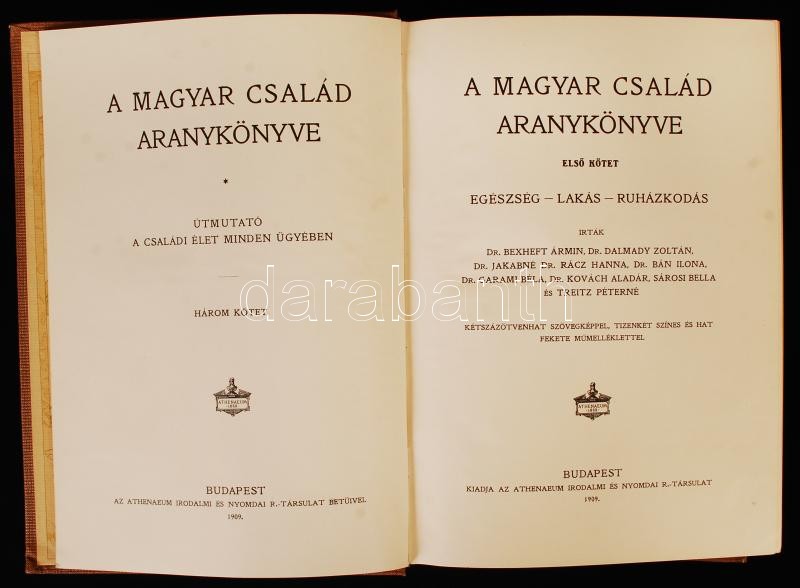 A MAGYAR CSALÁD
ARANYKÖNYVE
*
ÚTMUTATÓ
A CSALÁDI ÉLET MINDEN ÜGYÉBEN
HÁROM KÖTET
ATHENAEUM
BUDAPEST
AZ ATHENAEUM IRODALMI ÉS NYOMDAI R.-TÁRSULAT BETŰIVEL
1909.
A MAGYAR CSALÁD
ARANYKÖNYVE
ELSŐ KÖTET
EGÉSZSÉG — LAKÁS — RUHÁZKODÁS
IRTÁK
DR. BEXHEFT ÁRMIN, DR. DALMADY ZOLTÁN,
DR. JAKABNÉ DR. RÁCZ HANNA, DR. BÁN ILONA,
DR. GARAMI BÉLA, DR. KOVÁCH ALADÁR, SÁROSI BELLA
ÉS TREITZ PÉTERNÉ
KÉTSZÁZÖTVENHAT SZÖVEGKÉPPEL, TIZENKÉT SZÍNES ÉS HAT
FEKETE MŰMELLÉKLETTEL
ATHENAEUM
BUDAPEST
KIADJA AZ ATHENAEUM IRODALMI ÉS NYOMDAI R.-TÁRSULAT
1909.
darabanth